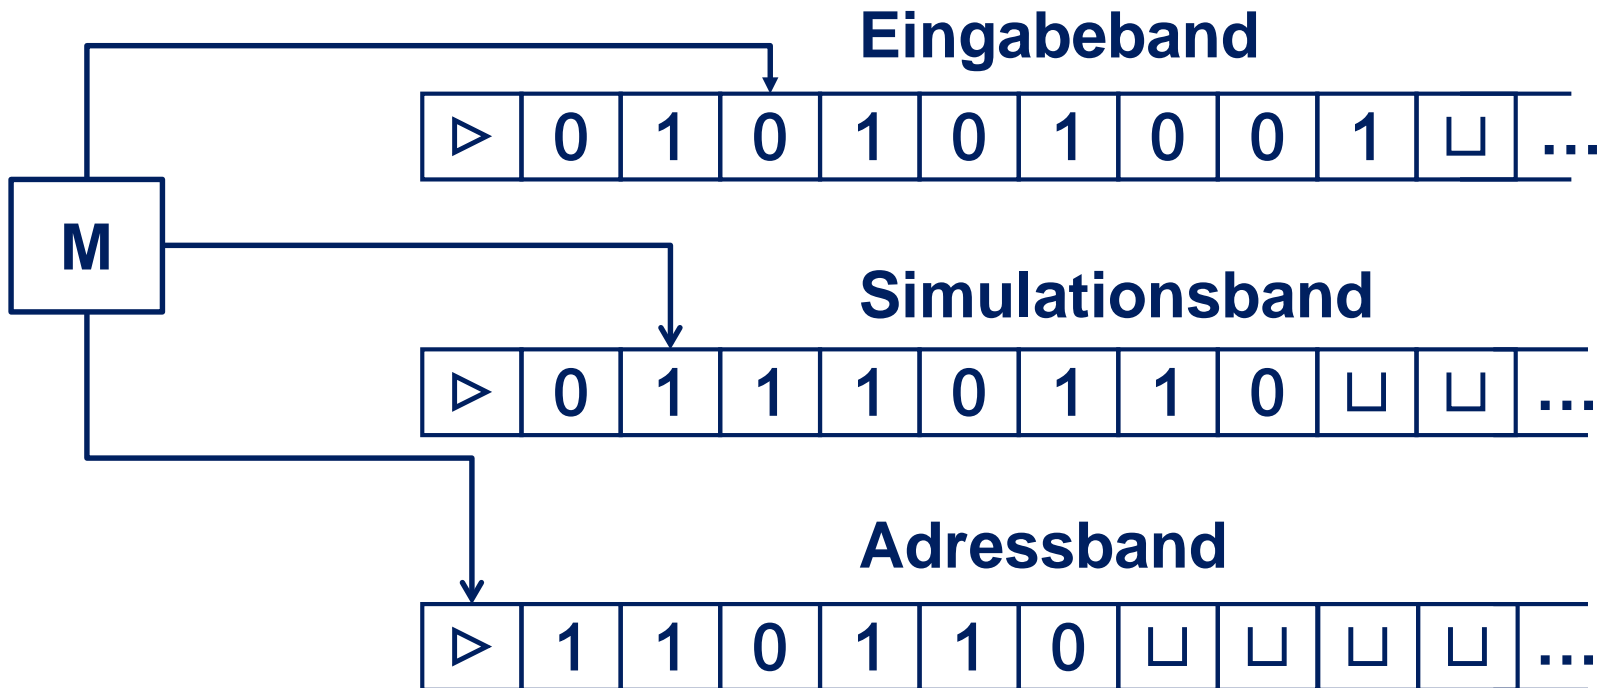 Eingabeband
▷ 0 1 0 1 0 1 0 0 1 ⊔ ...
M
Simulationsband
▷ 0 1 1 1 0 1 1 0 ⊔ ⊔ ...
Adressband
▷ 1 1 0 1 1 0 ⊔ ⊔ ⊔ ⊔ ...